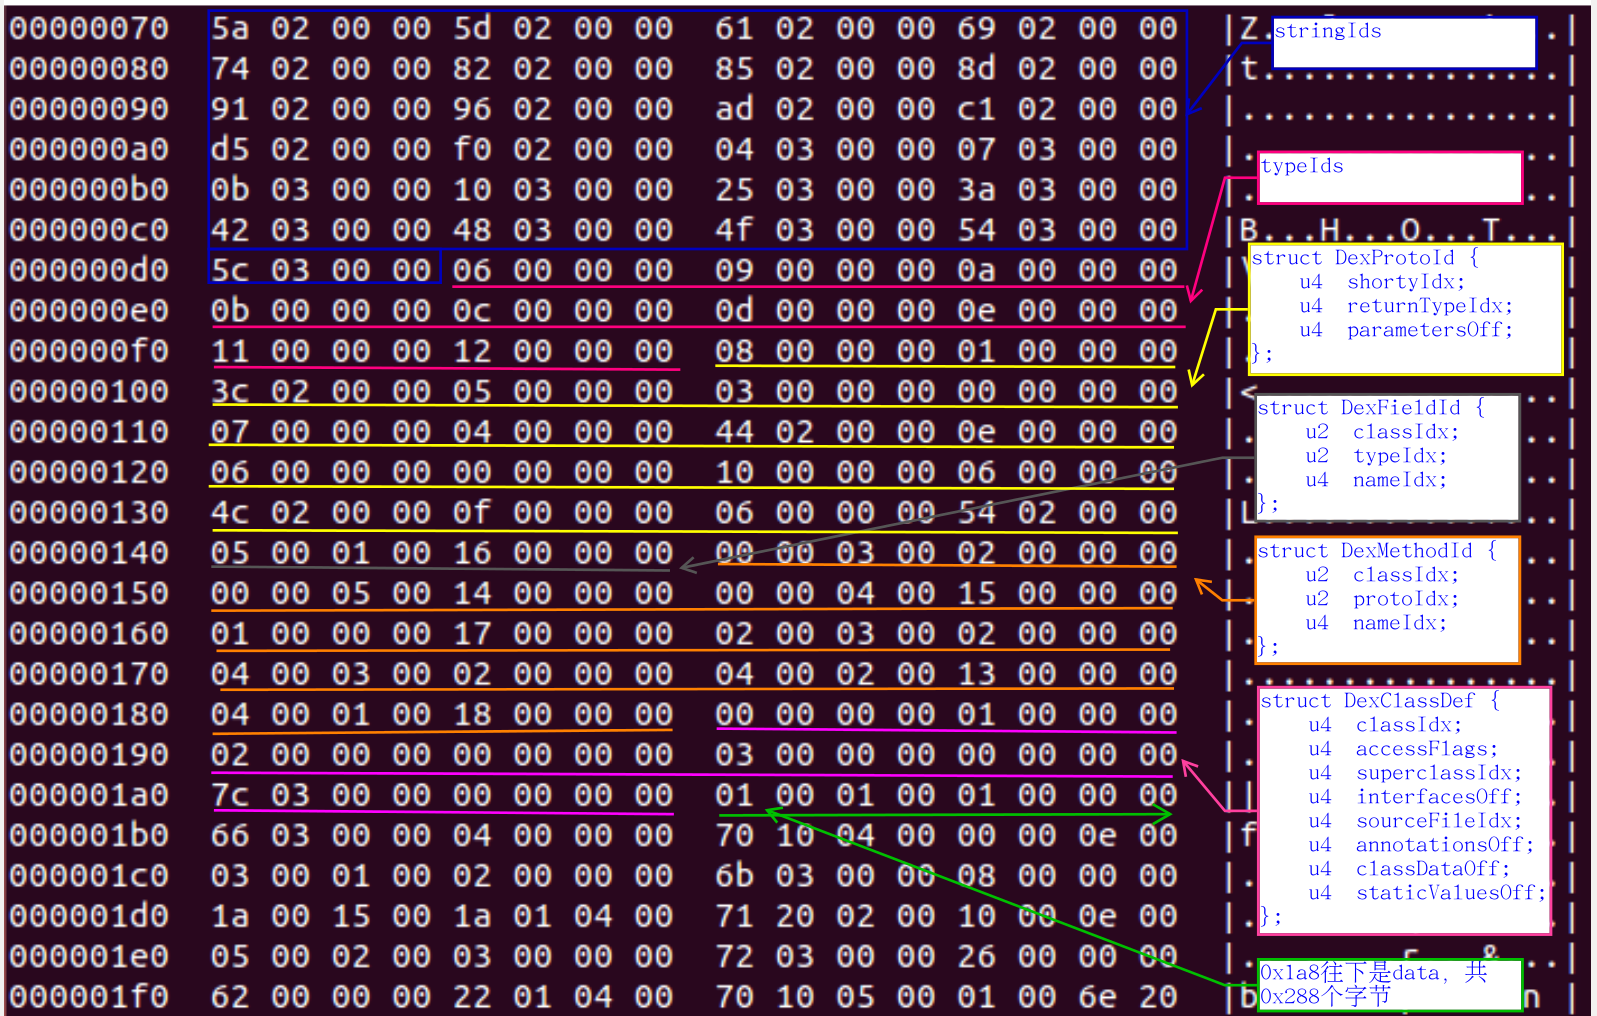 00000070  5a 02 00 00 5d 02 00 00  61 02 00 00 69 02 00 00  |Z.
stringIds
.|
00000080  74 02 00 00 82 02 00 00  85 02 00 00 8d 02 00 00  |t...............|
00000090  91 02 00 00 96 02 00 00  ad 02 00 00 c1 02 00 00  |................|
000000a0  d5 02 00 00 f0 02 00 00  04 03 00 00 07 03 00 00  |. ..|
typeIds
000000b0  0b 03 00 00 10 03 00 00  25 03 00 00 3a 03 00 00  |. ..|
000000c0  42 03 00 00 48 03 00 00  4f 03 00 00 54 03 00 00  |B...H...O...T...|
000000d0  5c 03 00 00 06 00 00 00  09 00 00 00 0a 00 00 00
000000e0  0b 00 00 00 0c 00 00 00  0d 00 00 00 0e 00 00 00
000000f0  11 00 00 00 12 00 00 00  08 00 00 00 01 00 00 00
struct DexProtoId {
u4 shortyIdx;
u4 returnTypeIdx;
u4 parametersOff;
};
00000100  3c 02 00 00 05 00 00 00  03 00 00 00 00 00 00 00  |< ..|
00000110  07 00 00 00 04 00 00 00  44 02 00 00 0e 00 00 00  |. ..|
00000120  06 00 00 00 00 00 00 00  10 00 00 00 06 00 00 00  |. ..|
00000130  4c 02 00 00 0f 00 00 00  06 00 00 00 54 02 00 00  |L ..|
struct DexFieldId {
u2 classIdx;
u2 typeIdx;
u4 nameIdx;
};
00000140  05 00 01 00 16 00 00 00  00 00 03 00 02 00 00 00  |. ..|
00000150  00 00 05 00 14 00 00 00  00 00 04 00 15 00 00 00  |. ..|
00000160  01 00 00 00 17 00 00 00  02 00 03 00 02 00 00 00  |. ..|
struct DexMethodId {
u2 classIdx;
u2 protoIdx;
u4 nameIdx;
};
00000170  04 00 03 00 02 00 00 00  04 00 02 00 13 00 00 00  |................|
00000180  04 00 01 00 18 00 00 00  00 00 00 00 01 00 00 00  |. |
00000190  02 00 00 00 00 00 00 00  03 00 00 00 00 00 00 00  |. |
000001a0  7c 03 00 00 00 00 00 00  01 00 01 00 01 00 00 00  || |
000001b0  66 03 00 00 04 00 00 00  70 10 04 00 00 00 0e 00  |f |
000001c0  03 00 01 00 02 00 00 00  6b 03 00 00 08 00 00 00  |. |
000001d0  1a 00 15 00 1a 01 04 00  71 20 02 00 10 00 0e 00  |. |
struct DexClassDef {
u4 classIdx;
u4 accessFlags;
u4 superclassIdx;
u4 interfacesOff;
u4 sourceFileIdx;
u4 annotationsOff;
u4 classDataOff;
u4 staticValuesOff;
};
000001e0  05 00 02 00 03 00 00 00  72 03 00 00 26 00 00 00  |. & ..|
000001f0  62 00 00 00 22 01 04 00  70 10 05 00 01 00 6e 20  |b n |
0x1a8往下是data, 共
0x288个字节